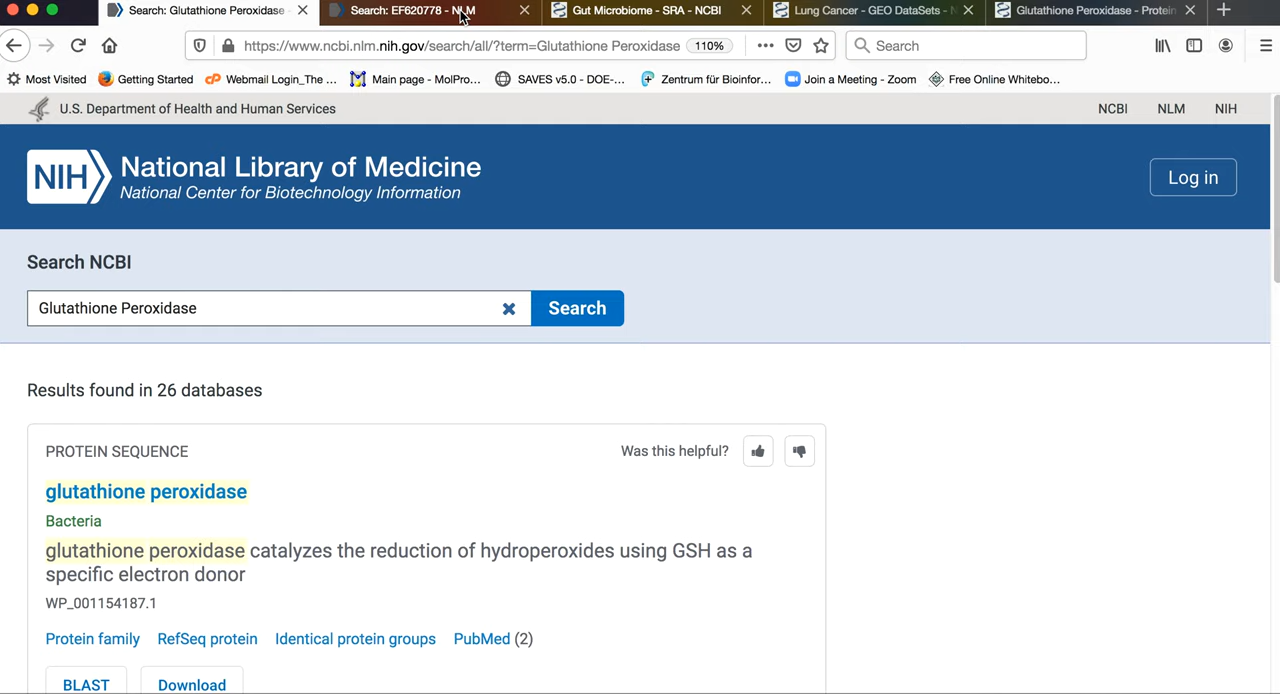 Search: Glutathione Peroxidase -
Search: EF620778 - NLM
Gut Microbiome - SRA - NCBI
Lung Cancer - GEO DataSets - N
Glutathione Peroxidase - Protein
https://www.ncbi.nlm.nih.gov/search/all/?term=Glutathione Peroxidase
110%
Search
Most Visited
Getting Started
Webmail Login_The ...
Main page - MolPro...
SAVES v5.0 - DOE-...
Zentrum für Bioinfor...
Join a Meeting - Zoom
Free Online Whitebo...
U.S. Department of Health and Human Services
NCBI
NLM
NIH
NIH
National Library of Medicine
National Center for Biotechnology Information
Log in
Search NCBI
Glutathione Peroxidase
Search
Results found in 26 databases
PROTEIN SEQUENCE
Was this helpful?
glutathione peroxidase
Bacteria
glutathione peroxidase catalyzes the reduction of hydroperoxides using GSH as a
specific electron donor
WP_001154187.1
Protein family
RefSeq protein
Identical protein groups
PubMed (2)
BLAST
Download